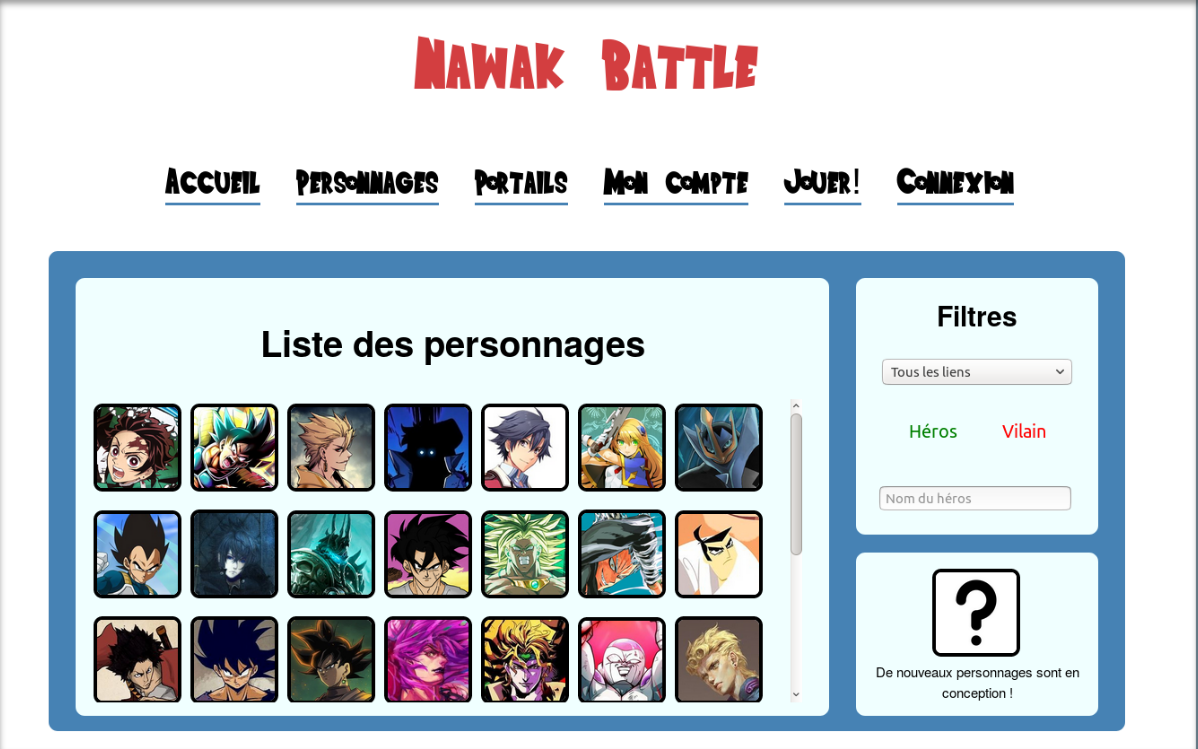 Nawak Battle
Accueil Personnages Portails Mon compte Jouer! Connexion
Liste des personnages
Filtres
Tous les liens
Héros Vilain
Nom du héros
?
De nouveaux personnages sont en
conception !